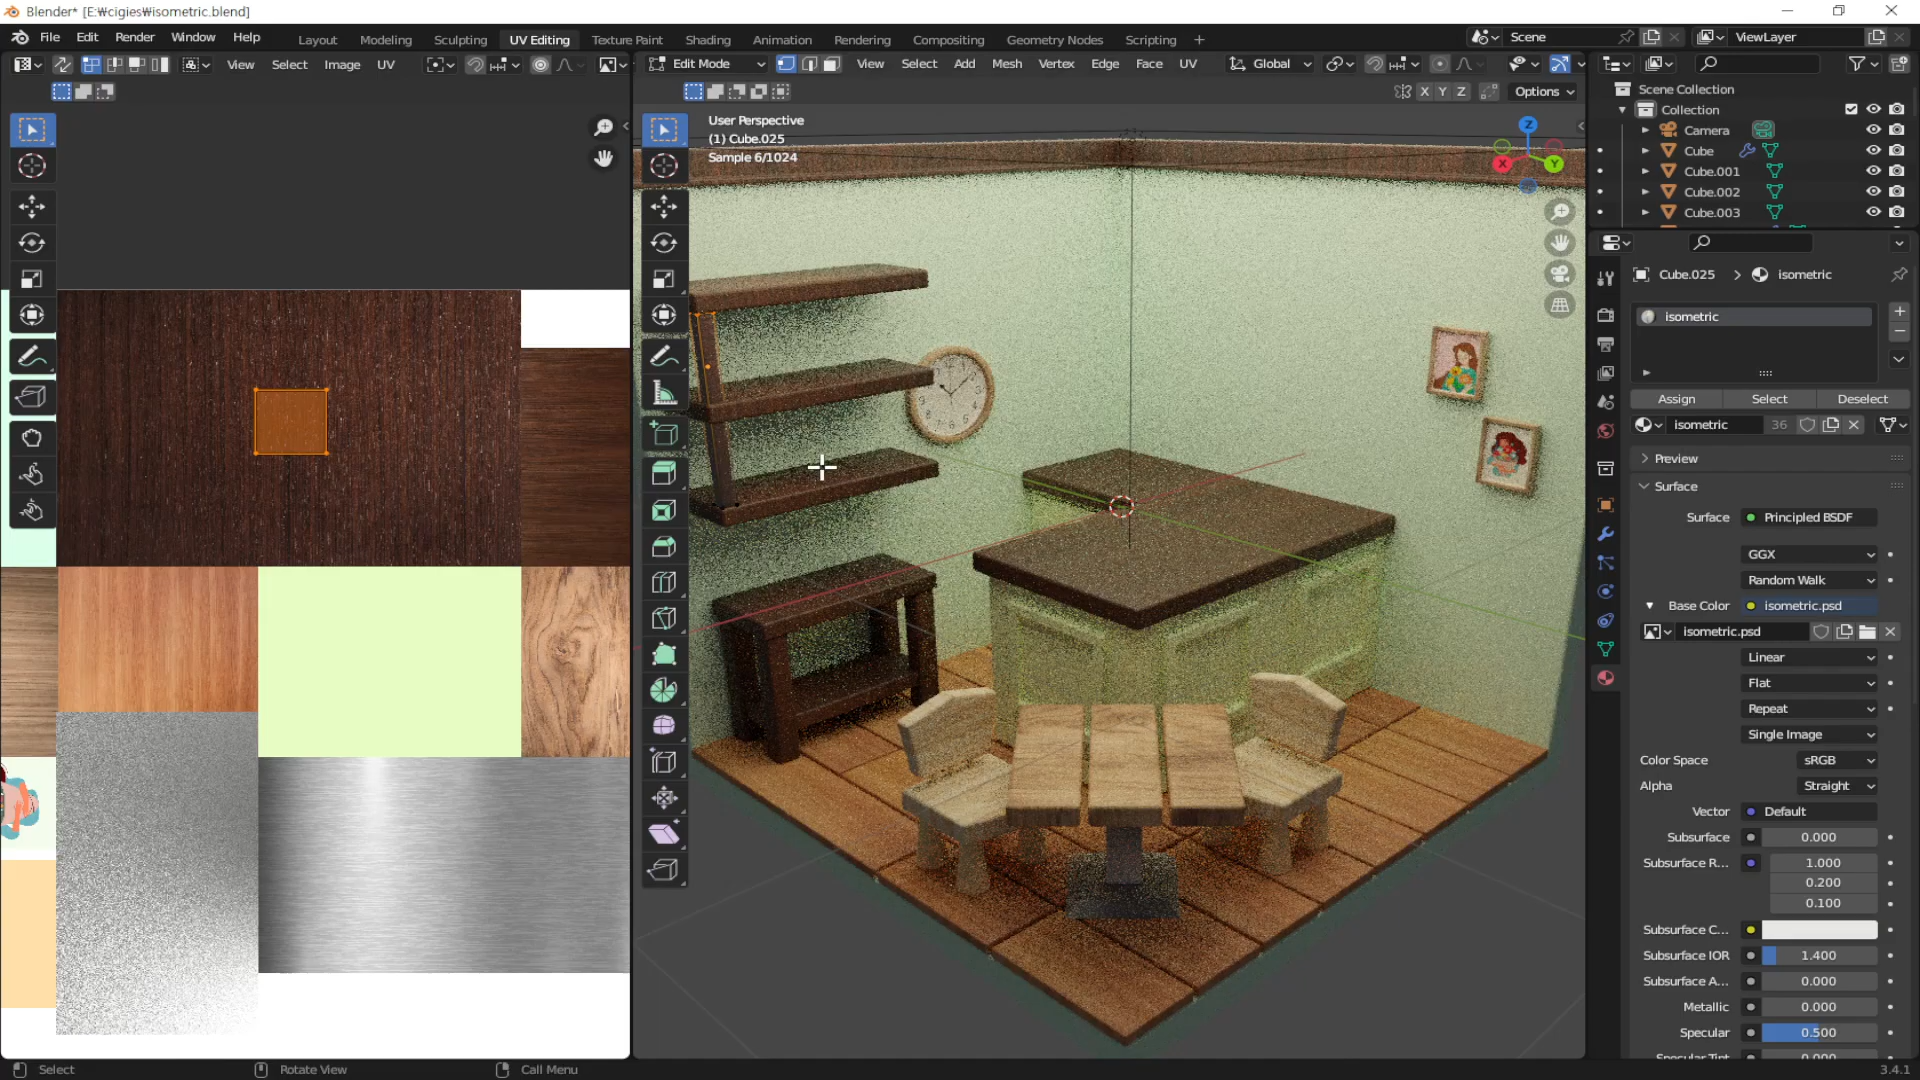 Blender* [E:₩cigies₩isometric.blend]
File Edit Render Window Help
Layout Modeling Sculpting UV Editing Texture Paint Shading Animation Rendering Compositing Geometry Nodes Scripting +
Scene
ViewLayer
View Select Image UV
Edit Mode View Select Add Mesh Vertex Edge Face UV
Global
X Y Z
Options
User Perspective
(1) Cube.025
Sample 6/1024
Z
X
Y
Scene Collection
Collection
Camera
Cube
Cube.001
Cube.002
Cube.003
Cube.025 > isometric
isometric
Assign Select Deselect
isometric 36
Preview
Surface
Surface Principled BSDF
GGX
Random Walk
Base Color isometric.psd
isometric.psd
Linear
Flat
Repeat
Single Image
Color Space sRGB
Alpha Straight
Vector Default
Subsurface 0.000
Subsurface R... 1.000
0.200
0.100
Subsurface C...
Subsurface IOR 1.400
Subsurface A... 0.000
Metallic 0.000
Specular 0.500
Specular Tint 0.000
Select Rotate View Call Menu
3.4.1